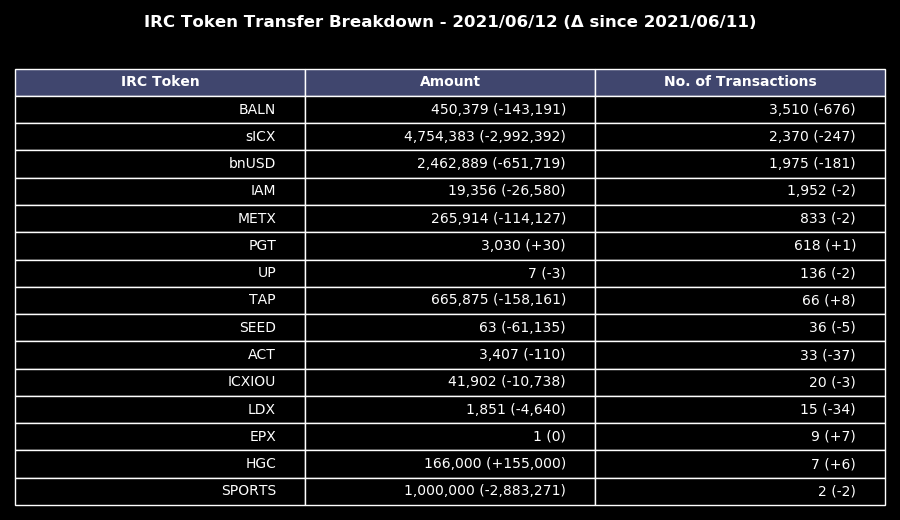 IRC Token Transfer Breakdown - 2021/06/12 (Δ since 2021/06/11)
IRC Token Amount No. of Transactions
BALN 450,379 (-143,191) 3,510 (-676)
sICX 4,754,383 (-2,992,392) 2,370 (-247)
bnUSD 2,462,889 (-651,719) 1,975 (-181)
IAM 19,356 (-26,580) 1,952 (-2)
METX 265,914 (-114,127) 833 (-2)
PGT 3,030 (+30) 618 (+1)
UP 7 (-3) 136 (-2)
TAP 665,875 (-158,161) 66 (+8)
SEED 63 (-61,135) 36 (-5)
ACT 3,407 (-110) 33 (-37)
ICXIOU 41,902 (-10,738) 20 (-3)
LDX 1,851 (-4,640) 15 (-34)
EPX 1 (0) 9 (+7)
HGC 166,000 (+155,000) 7 (+6)
SPORTS 1,000,000 (-2,883,271) 2 (-2)